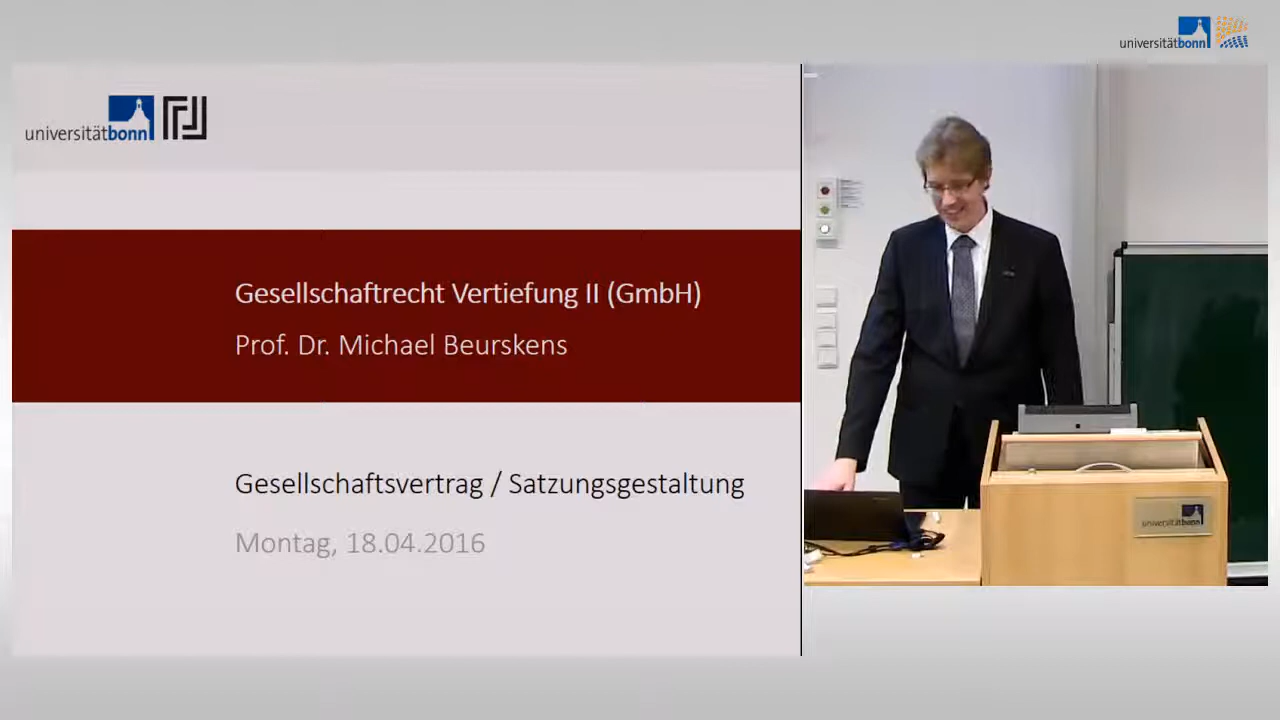 universitätbonn
universitätbonn
Gesellschaftrecht Vertiefung II (GmbH)
Prof. Dr. Michael Beurskens
Gesellschaftsvertrag / Satzungsgestaltung
Montag, 18.04.2016
universitätbonn